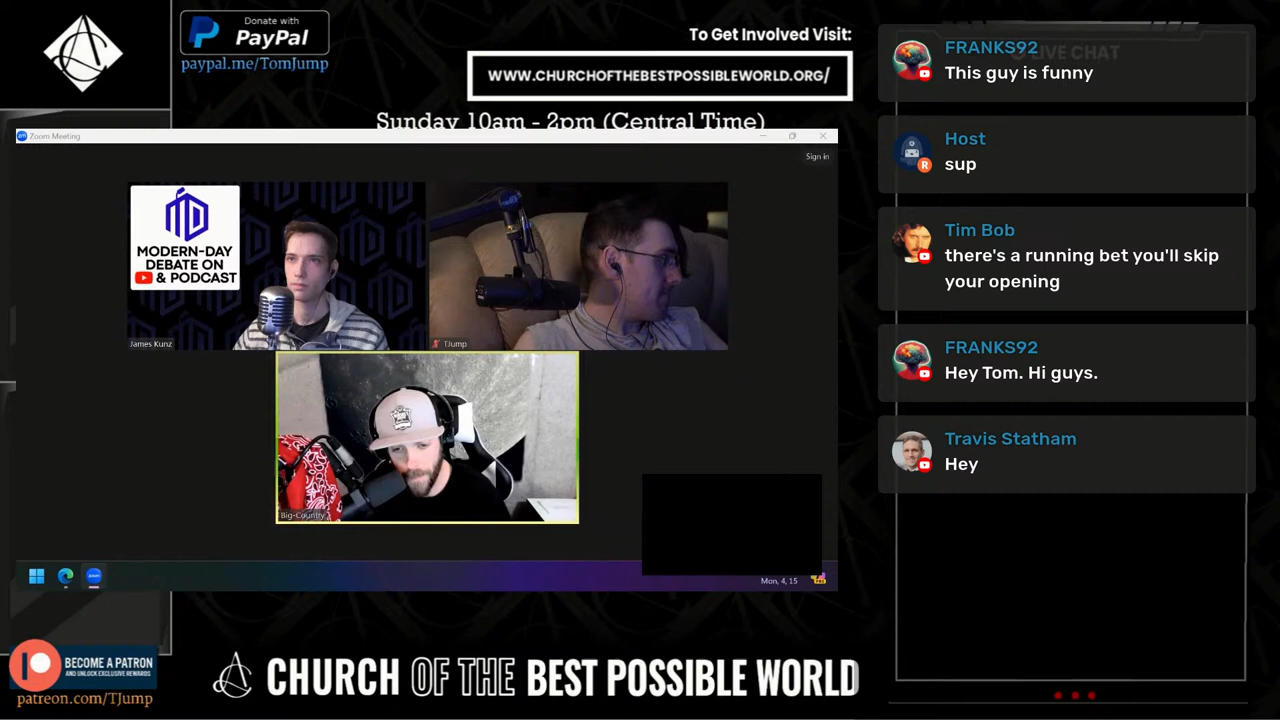 Donate with
PayPal
paypal.me/TomJump
To Get Involved Visit:
WWW.CHURCHOFTHEBESTPOSSIBLEWORLD.ORG/
Sunday 10am - 2pm (Central Time)
Zoom Meeting
Sign in
MODERN-DAY
DEBATE ON
& PODCAST
James Kunz
TJump
Big-Country
Mon, 4, 15
zoom
BECOME A PATRON
AND UNLOCK EXCLUSIVE REWARDS
patreon.com/TJump
CHURCH OF THE BEST POSSIBLE WORLD
LIVE CHAT
FRANKS92
This guy is funny
Host
sup
Tim Bob
there's a running bet you'll skip
your opening
FRANKS92
Hey Tom. Hi guys.
Travis Statham
Hey